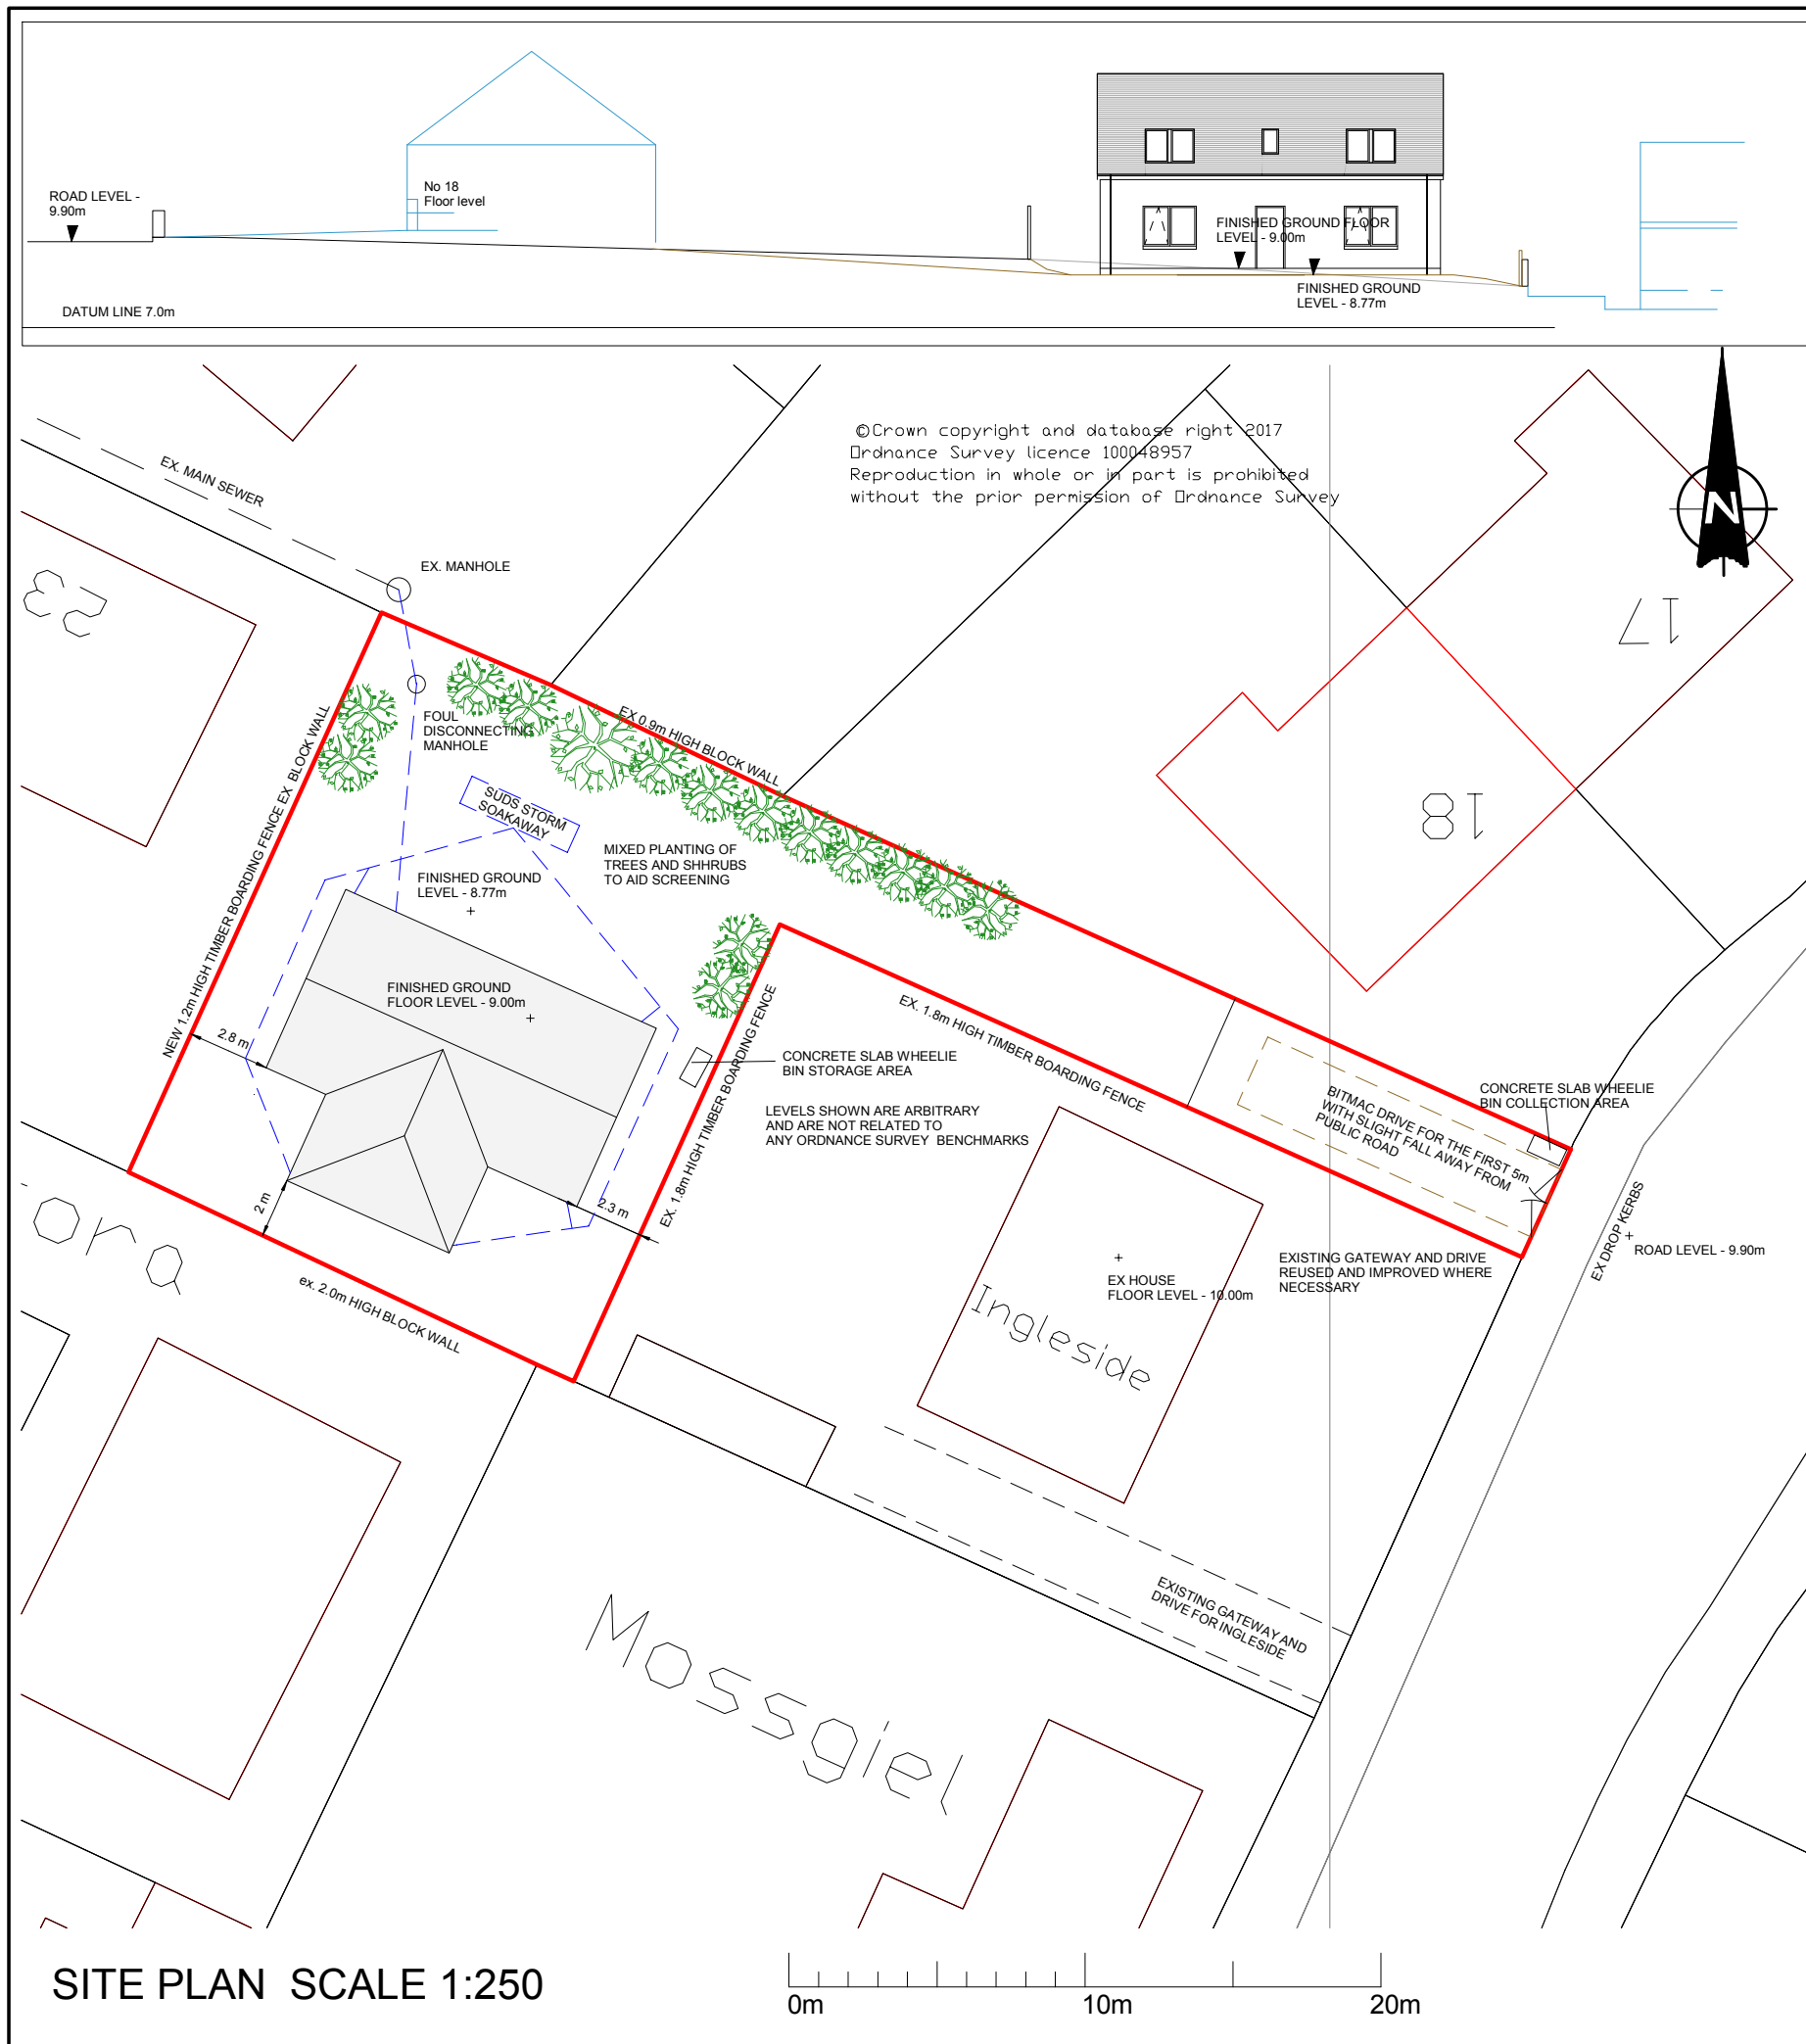 ROAD LEVEL -
9.90m
No 18
Floor level
FINISHED GROUND FLOOR
LEVEL - 9.00m
FINISHED GROUND
LEVEL - 8.77m
DATUM LINE 7.0m
©Crown copyright and database right 2017
Ordnance Survey licence 100048957
Reproduction in whole or in part is prohibited
without the prior permission of Ordnance Survey
N
EX. MAIN SEWER
EX. MANHOLE
53
17
18
FOUL
DISCONNECTING
MANHOLE
EX 0.9m HIGH BLOCK WALL
NEW 1.2m HIGH TIMBER BOARDING FENCE EX BLOCK WALL
SUDS STORM
SOAKAWAY
MIXED PLANTING OF
TREES AND SHHRUBS
TO AID SCREENING
FINISHED GROUND
LEVEL - 8.77m
FINISHED GROUND
FLOOR LEVEL - 9.00m
2.8 m
2 m
2.3 m
EX. 1.8m HIGH TIMBER BOARDING FENCE
EX. 1.8m HIGH TIMBER BOARDING FENCE
CONCRETE SLAB WHEELIE
BIN STORAGE AREA
LEVELS SHOWN ARE ARBITRARY
AND ARE NOT RELATED TO
ANY ORDNANCE SURVEY BENCHMARKS
CONCRETE SLAB WHEELIE
BIN COLLECTION AREA
BITMAC DRIVE FOR THE FIRST 5m
WITH SLIGHT FALL AWAY FROM
PUBLIC ROAD
EX DROP KERBS
ROAD LEVEL - 9.90m
EXISTING GATEWAY AND DRIVE
REUSED AND IMPROVED WHERE
NECESSARY
EX HOUSE
FLOOR LEVEL - 10.00m
Ingleside
ora
ex. 2.0m HIGH BLOCK WALL
EXISTING GATEWAY AND
DRIVE FOR INGLESIDE
Mossgiel
SITE PLAN SCALE 1:250
0m 10m 20m